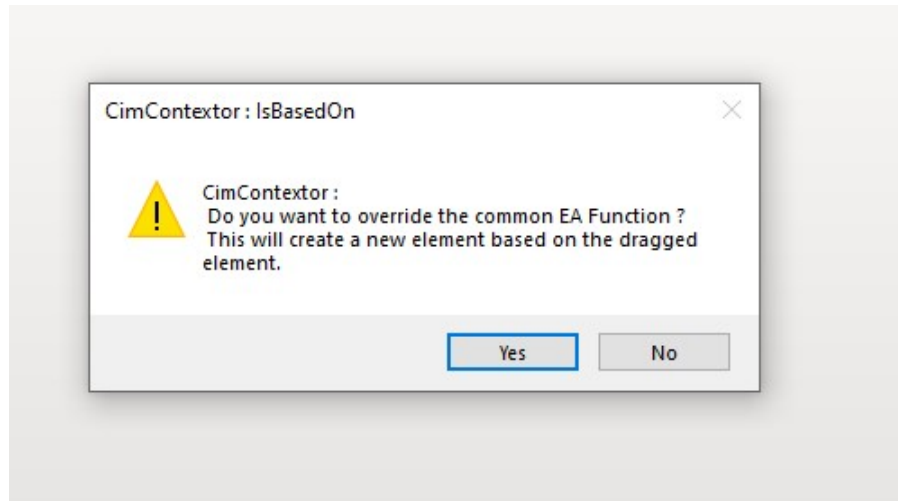 CimContextor : IsBasedOn
CimContextor :
Do you want to override the common EA Function ?
This will create a new element based on the dragged
element.
Yes
No